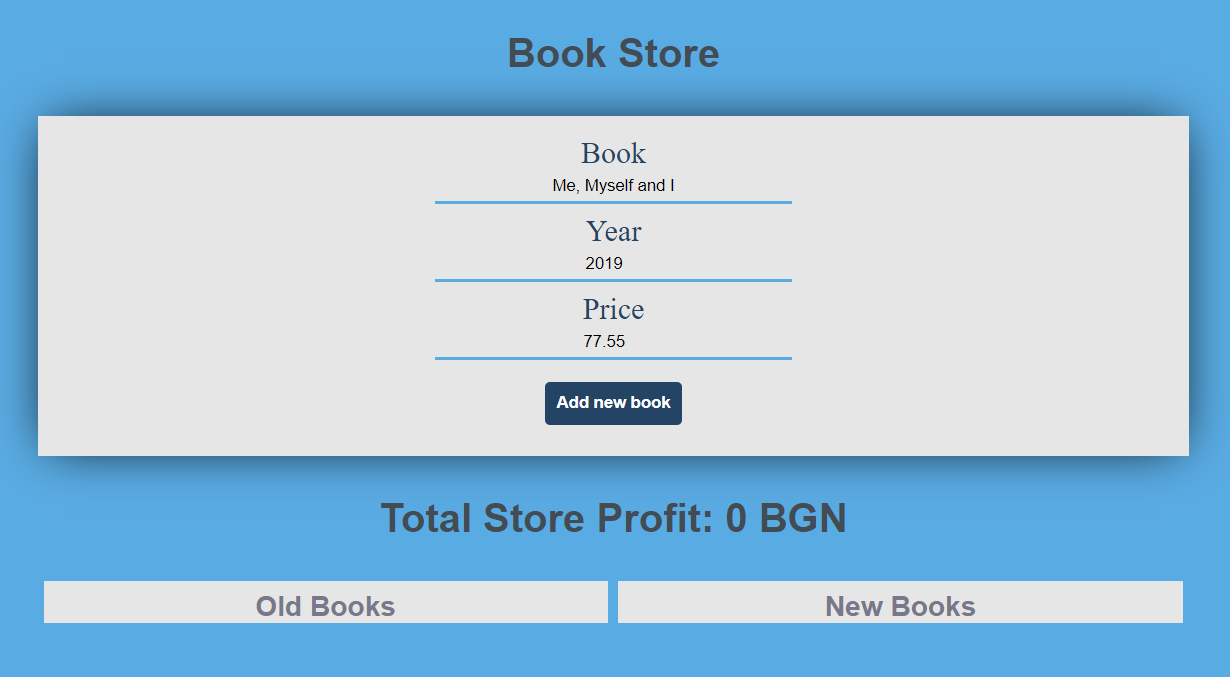 Book Store
Book
Me, Myself and I
Year
2019
Price
77.55
Add new book
Total Store Profit: 0 BGN
Old Books
New Books